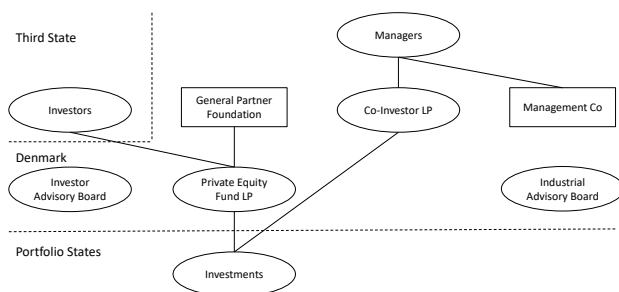 Third State
Managers
Investors
General Partner
Foundation
Co-Investor LP
Management Co
Denmark
Investor
Advisory Board
Private Equity
Fund LP
Industrial
Advisory Board
Portfolio States
Investments